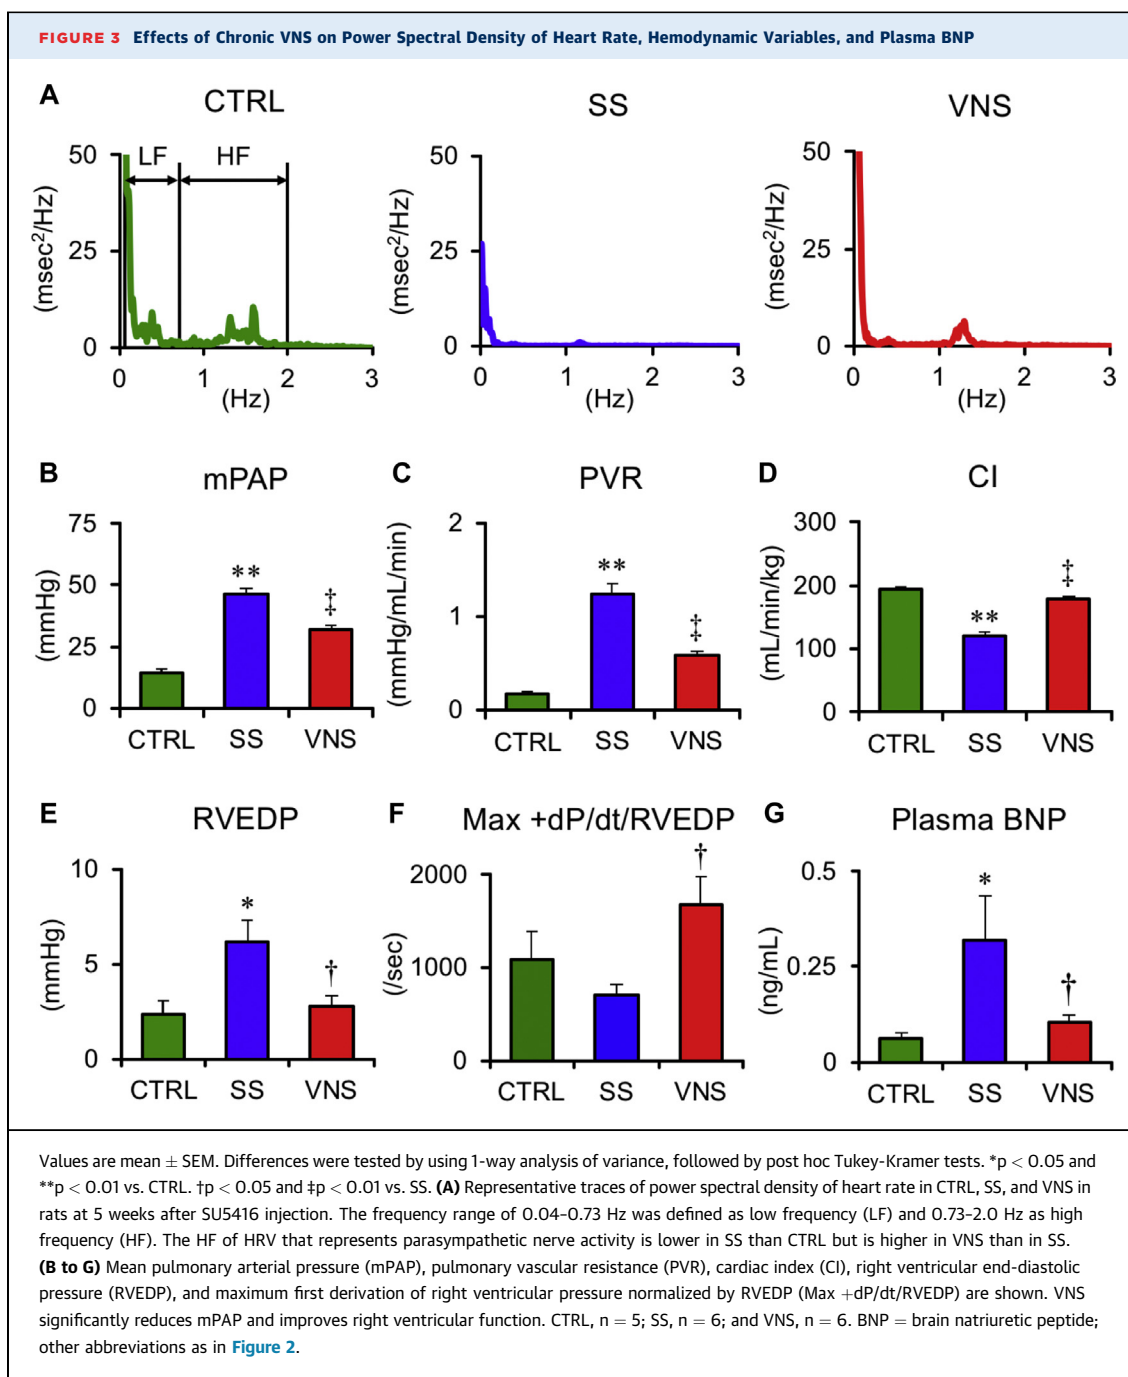 FIGURE 3 Effects of Chronic VNS on Power Spectral Density of Heart Rate, Hemodynamic Variables, and Plasma BNP
A
CTRL
SS
VNS
50
25
0
(msec²/Hz)
LF
HF
0 1 2 3
(Hz)
50
25
0
(msec²/Hz)
0 1 2 3
(Hz)
50
25
0
(msec²/Hz)
0 1 2 3
(Hz)
B
mPAP
75
50
25
0
(mmHg)
**
‡
CTRL SS VNS
C
PVR
2
1
0
(mmHg/mL/min)
**
‡
CTRL SS VNS
D
CI
300
200
100
0
(mL/min/kg)
**
‡
CTRL SS VNS
E
RVEDP
10
5
0
(mmHg)
*
†
CTRL SS VNS
F
Max +dP/dt/RVEDP
2000
1000
0
(/sec)
†
CTRL SS VNS
G
Plasma BNP
0.5
0.25
0
(ng/mL)
*
†
CTRL SS VNS
Values are mean ± SEM. Differences were tested by using 1-way analysis of variance, followed by post hoc Tukey-Kramer tests. *p < 0.05 and
**p < 0.01 vs. CTRL. †p < 0.05 and ‡p < 0.01 vs. SS. (A) Representative traces of power spectral density of heart rate in CTRL, SS, and VNS in
rats at 5 weeks after SU5416 injection. The frequency range of 0.04–0.73 Hz was defined as low frequency (LF) and 0.73–2.0 Hz as high
frequency (HF). The HF of HRV that represents parasympathetic nerve activity is lower in SS than CTRL but is higher in VNS than in SS.
(B to G) Mean pulmonary arterial pressure (mPAP), pulmonary vascular resistance (PVR), cardiac index (CI), right ventricular end-diastolic
pressure (RVEDP), and maximum first derivation of right ventricular pressure normalized by RVEDP (Max +dP/dt/RVEDP) are shown. VNS
significantly reduces mPAP and improves right ventricular function. CTRL, n = 5; SS, n = 6; and VNS, n = 6. BNP = brain natriuretic peptide;
other abbreviations as in Figure 2.